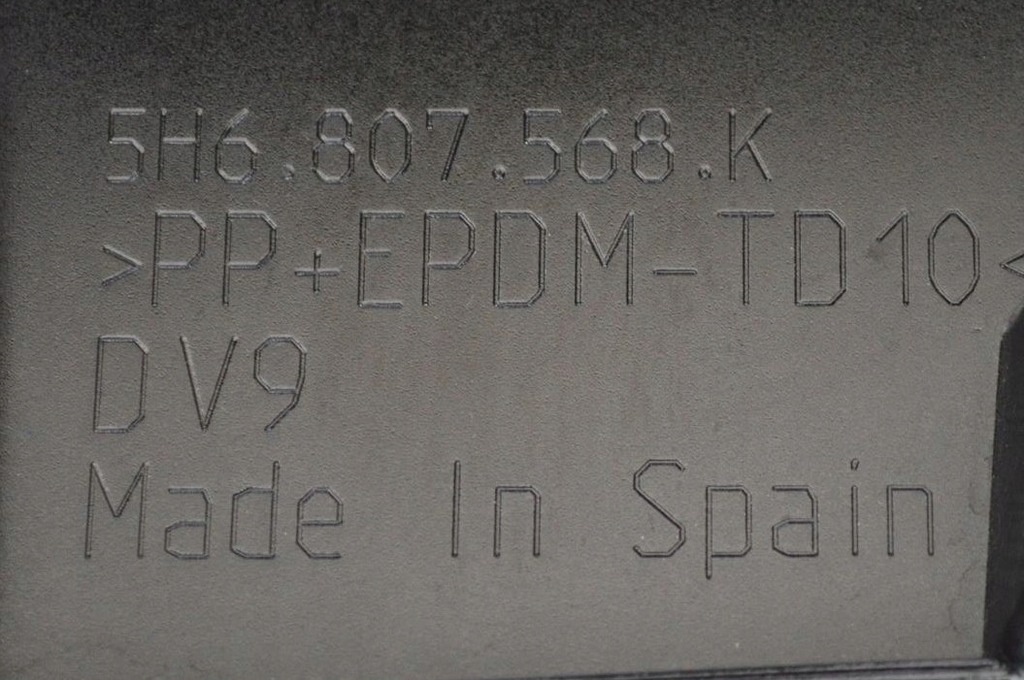 5H6.807.568.K
>PP+EPDM-TD10<
DV9
Made In Spain